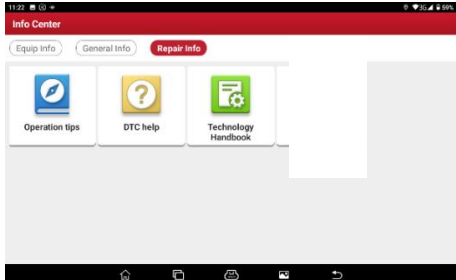 11:22
3G 59%
Info Center
Equip Info
General Info
Repair Info
Operation tips
DTC help
Technology
Handbook